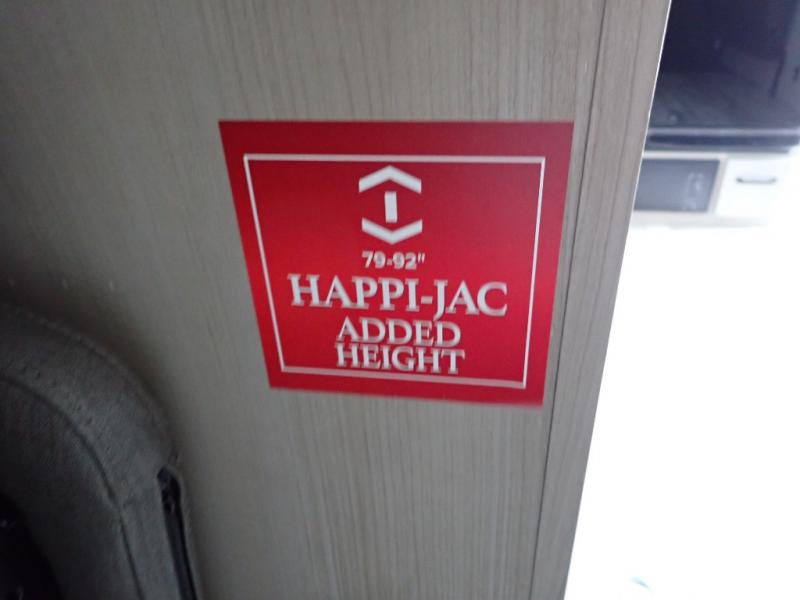 79-92"
HAPPI-JAC
ADDED
HEIGHT